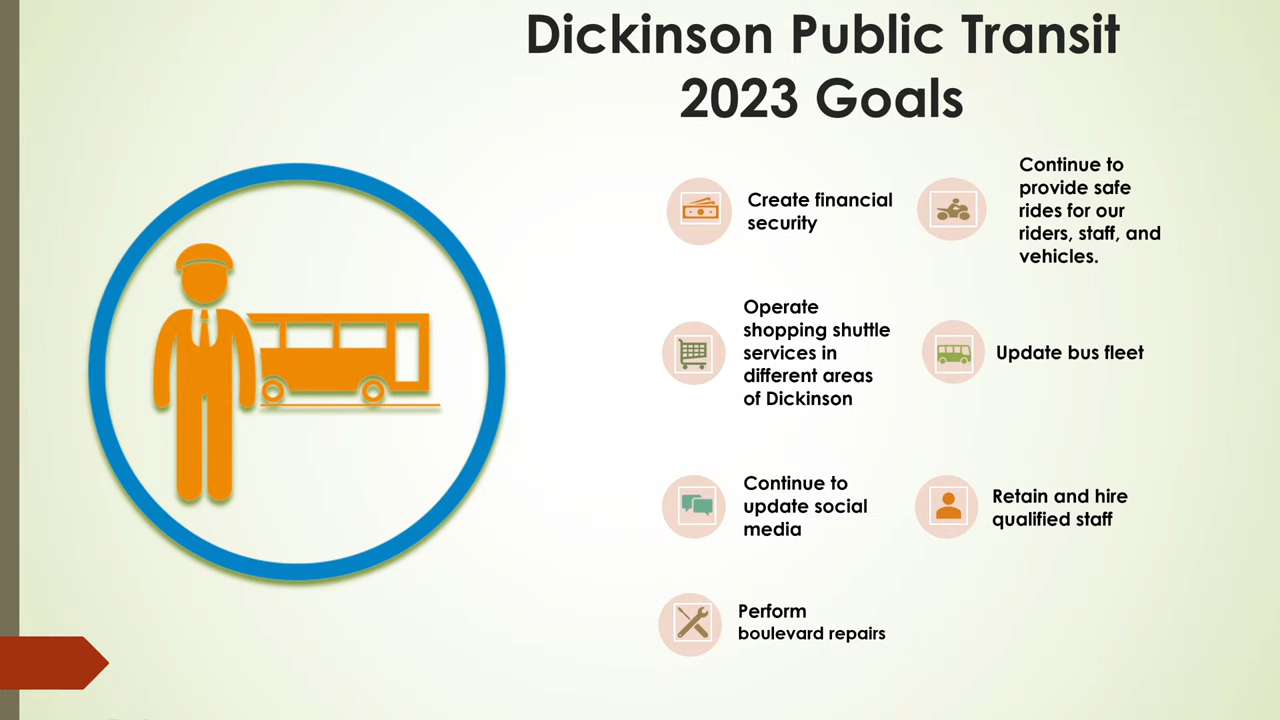 Dickinson Public Transit
2023 Goals
Create financial
security
Continue to
provide safe
rides for our
riders, staff, and
vehicles.
Operate
shopping shuttle
services in
different areas
of Dickinson
Update bus fleet
Continue to
update social
media
Retain and hire
qualified staff
Perform
boulevard repairs